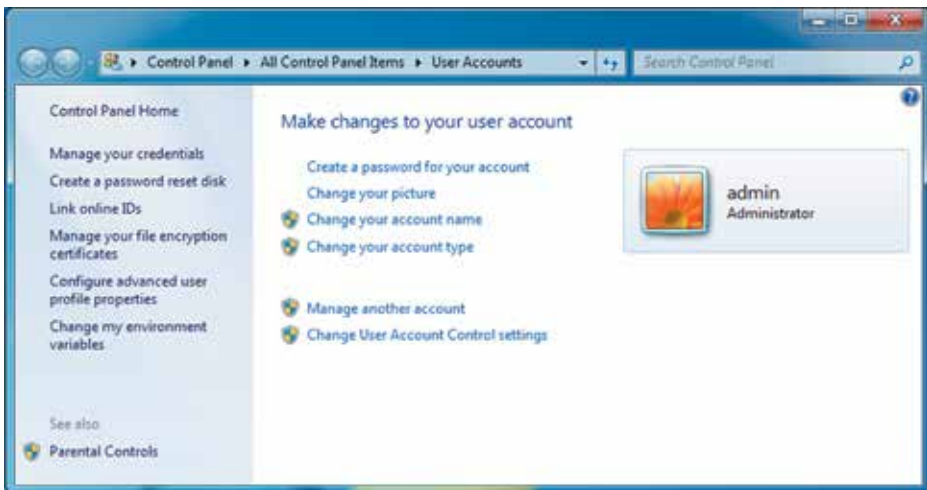 Control Panel All Control Panel Items User Accounts
Search Control Panel
Control Panel Home
Manage your credentials
Create a password reset disk
Link online IDs
Manage your file encryption
certificates
Configure advanced user
profile properties
Change my environment
variables
See also
Parental Controls
Make changes to your user account
Create a password for your account
Change your picture
Change your account name
Change your account type
Manage another account
Change User Account Control settings
admin
Administrator